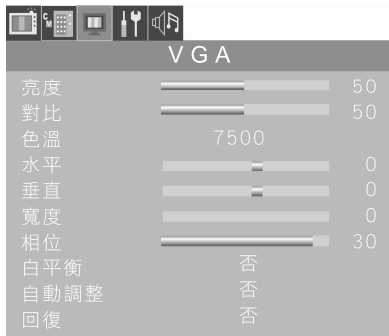 C M
VGA
亮度 50
對比 50
色溫 7500
水平 0
垂直 0
寬度 0
相位 30
白平衡 否
自動調整 否
回復 否